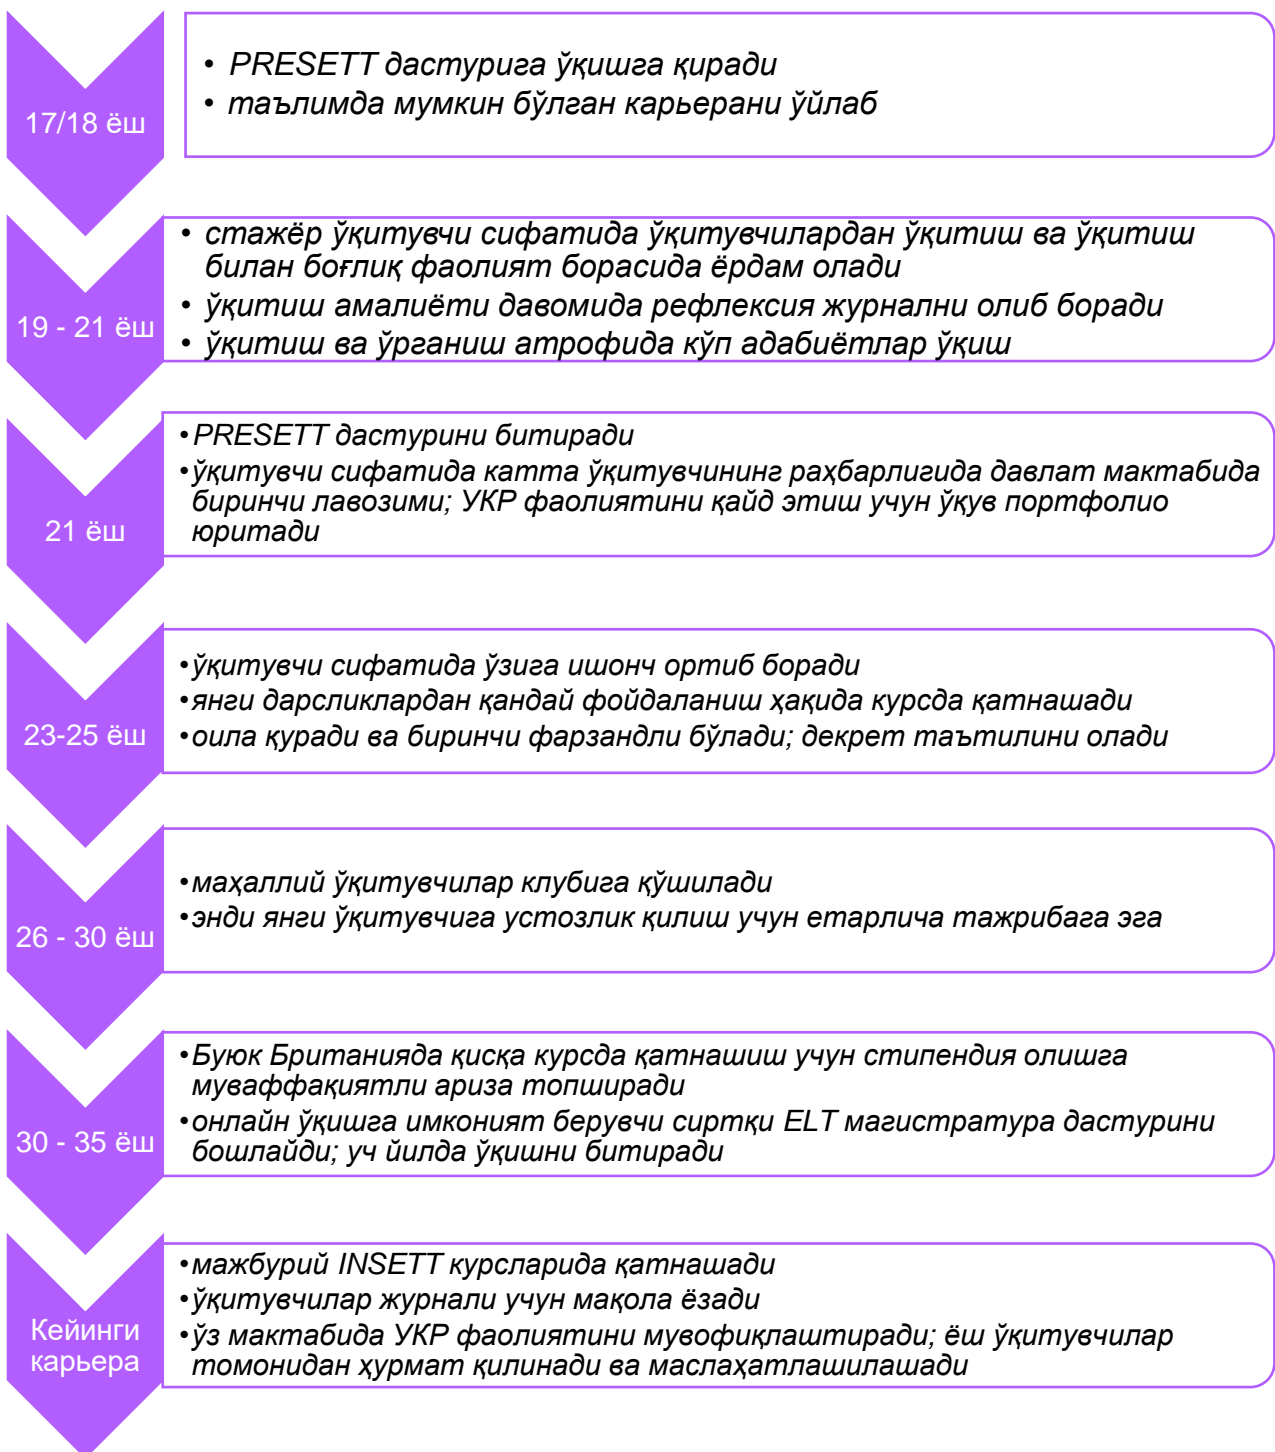 17/18 ёш
• PRESETT дастурига ўқишга қиради
• таълимда мумкин бўлган карьерани ўйлаб
19 - 21 ёш
• стажёр ўқитувчи сифатида ўқитувчилардан ўқитиш ва ўқитиш
билан боғлиқ фаолият борасида ёрдам олади
• ўқитиш амалиёти давомида рефлексия журнални олиб боради
• ўқитиш ва ўрганиш атрофида кўп адабиётлар ўқиш
21 ёш
•PRESETT дастурини битиради
•ўқитувчи сифатида катта ўқитувчининг раҳбарлигида давлат мактабида
биринчи лавозими; УКР фаолиятини қайд этиш учун ўқув портфолио
юритади
23-25 ёш
•ўқитувчи сифатида ўзига ишонч ортиб боради
•янги дарсликлардан қандай фойдаланиш ҳақида курсда қатнашади
•оила қуради ва биринчи фарзандли бўлади; декрет таътилини олади
26 - 30 ёш
•маҳаллий ўқитувчилар клубига қўшилади
•энди янги ўқитувчига устозлик қилиш учун етарлича тажрибага эга
30 - 35 ёш
•Буюк Британияда қисқа курсда қатнашиш учун стипендия олишга
муваффақиятли ариза топширади
•онлайн ўқишга имконият берувчи сиртқи ELT магистратура дастурини
бошлайди; уч йилда ўқишни битиради
Кейинги
карьера
•мажбурий INSETT курсларида қатнашади
•ўқитувчилар журнали учун мақола ёзади
•ўз мактабида УКР фаолиятини мувофиқлаштиради; ёш ўқитувчилар
томонидан ҳурмат қилинади ва маслаҳатлашилашади